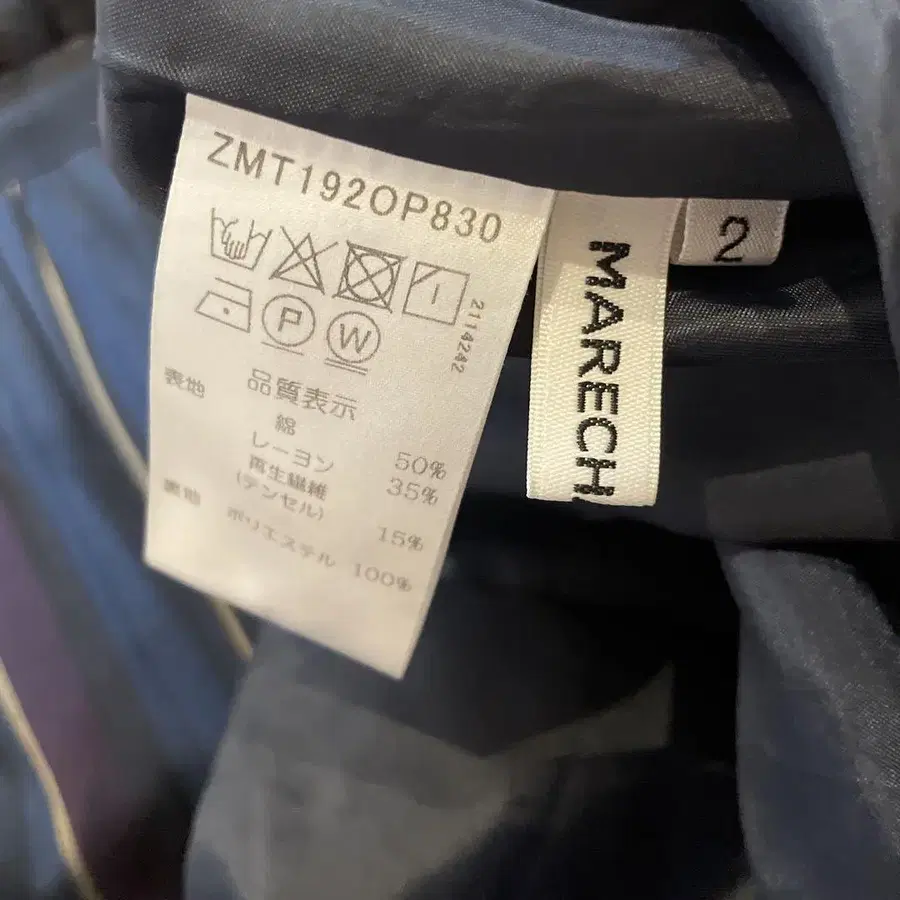 ZMT192OP830
P
W
2114242
品質表示
表地
綿 50%
レーヨン 35%
再生繊維
(テンセル) 15%
裏地
ポリエステル 100%
MARECH
2